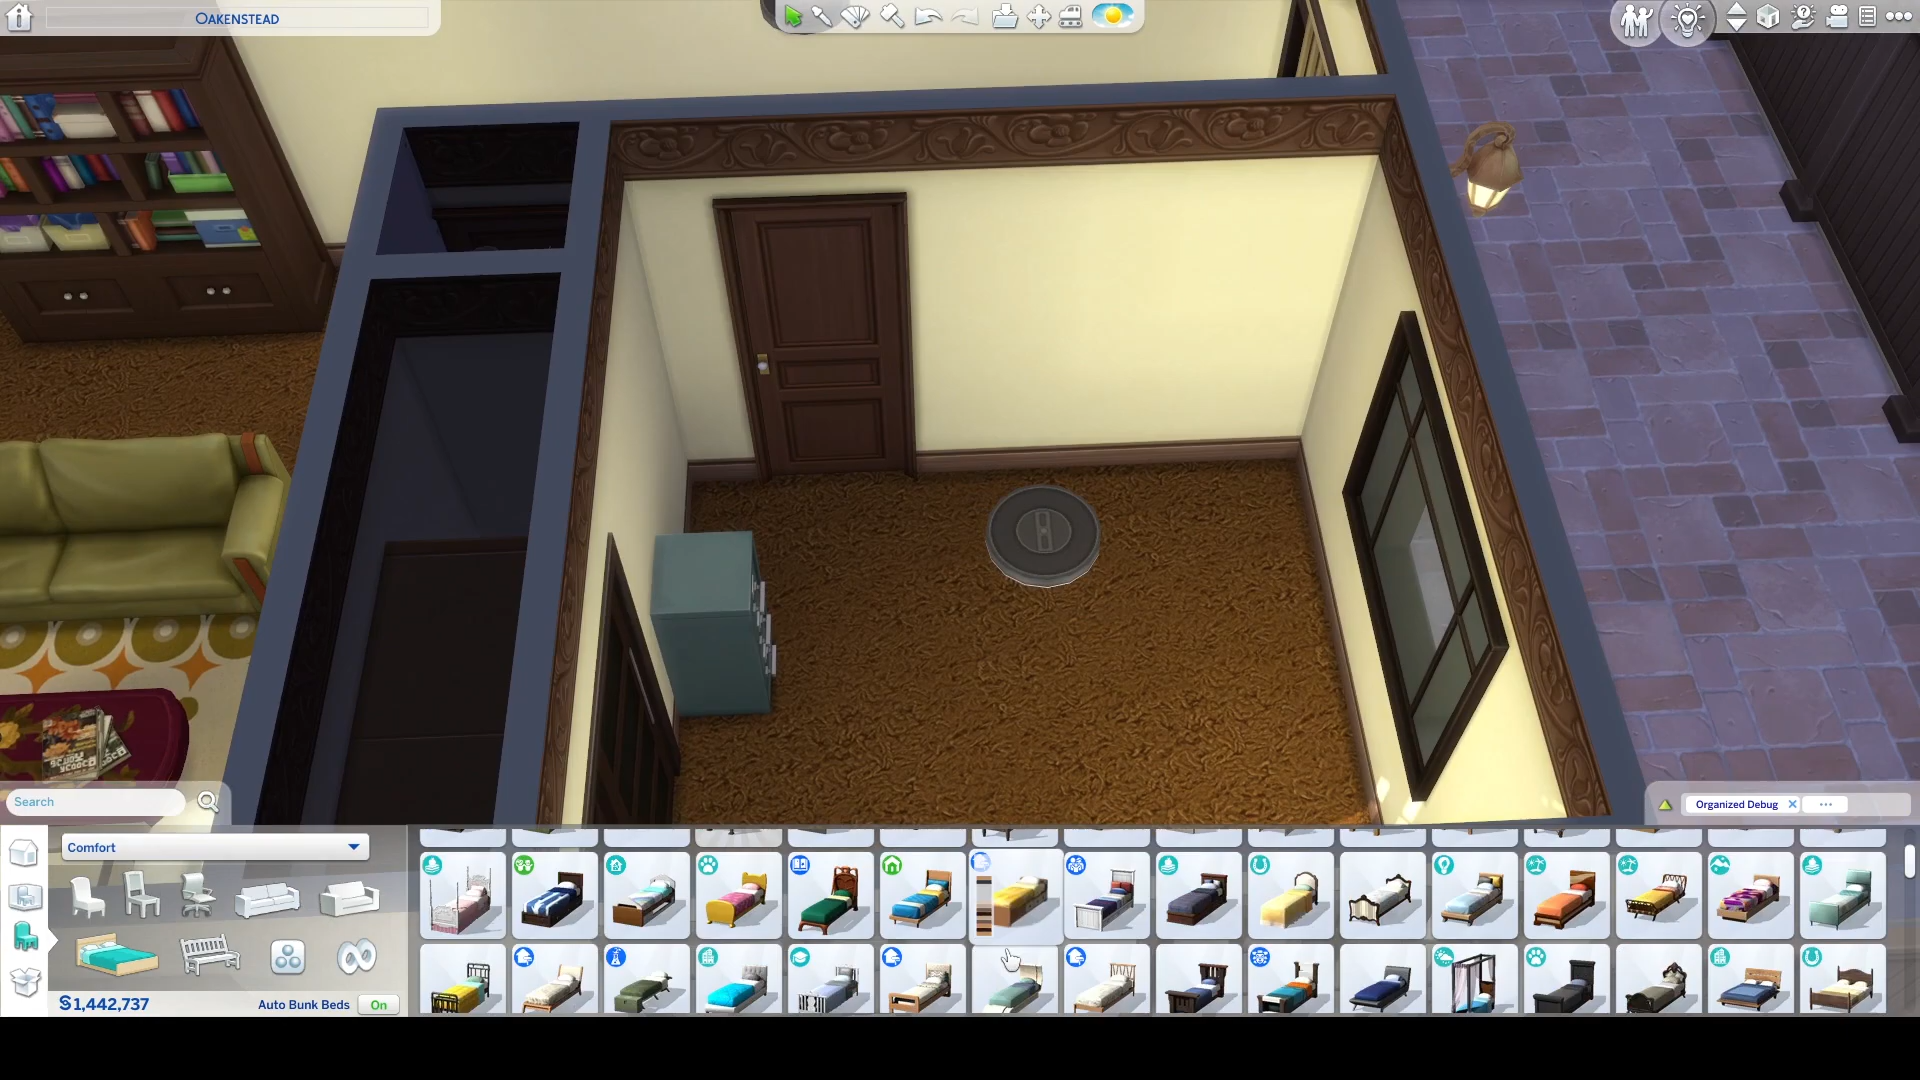 OAKENSTEAD
Search
Organized Debug
Comfort
§1,442,737
Auto Bunk Beds
On